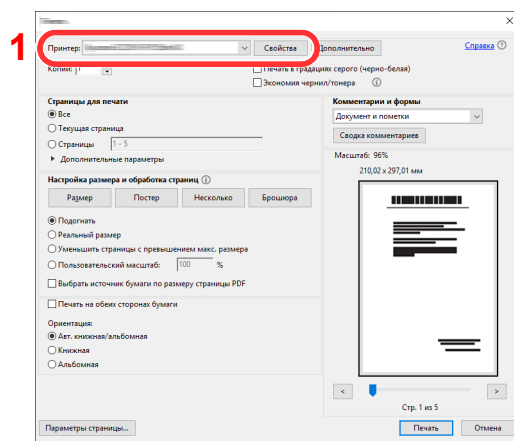 1
Принтер: Свойства Дополнительно Справка
Копии: 1 Печать в градациях серого (черно-белая)
Экономия чернил/тонера
Страницы для печати
Все
Текущая страница
Страницы 1 - 5
Дополнительные параметры
Настройка размера и обработка страниц
Размер Постер Несколько Брошюра
Подогнать
Реальный размер
Уменьшить страницы с превышением макс. размера
Пользовательский масштаб: 100 %
Выбрать источник бумаги по размеру страницы PDF
Печать на обеих сторонах бумаги
Ориентация:
Авт. книжная/альбомная
Книжная
Альбомная
Комментарии и формы
Документ и пометки
Сводка комментариев
Масштаб: 96%
210,02 x 297,01 мм
< >
Стр. 1 из 5
Параметры страницы... Печать Отмена